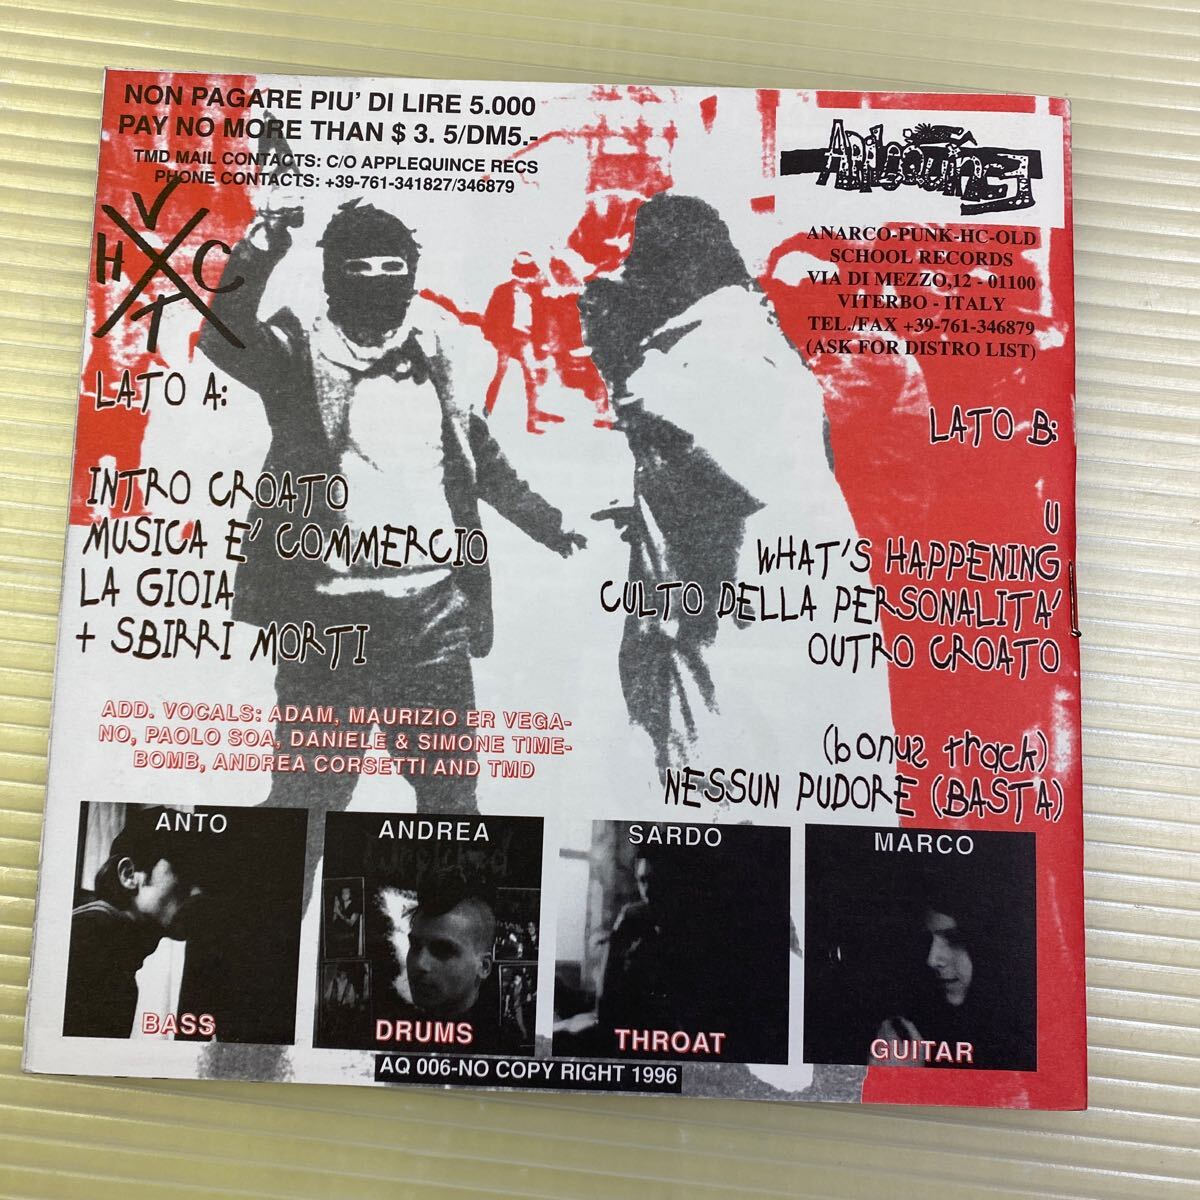 NON PAGARE PIU' DI LIRE 5.000
PAY NO MORE THAN $ 3. 5/DM5.-
TMD MAIL CONTACTS: C/O APPLEQUINCE RECS
PHONE CONTACTS: +39-761-341827/346879
V
H C
T
APPLEQUINCE
ANARCO-PUNK-HC-OLD
SCHOOL RECORDS
VIA DI MEZZO,12 - 01100
VITERBO - ITALY
TEL./FAX +39-761-346879
(ASK FOR DISTRO LIST)
LATO A:
INTRO CROATO
MUSICA E' COMMERCIO
LA GIOIA
+ SBIRRI MORTI
LATO B:
U
WHAT'S HAPPENING
CULTO DELLA PERSONALITA'
OUTRO CROATO
(bonus track)
NESSUN PUDORE (BASTA)
ADD. VOCALS: ADAM, MAURIZIO ER VEGA-
NO, PAOLO SOA, DANIELE & SIMONE TIME-
BOMB, ANDREA CORSETTI AND TMD
ANTO
BASS
ANDREA
Wretched
DRUMS
SARDO
THROAT
MARCO
GUITAR
AQ 006-NO COPY RIGHT 1996